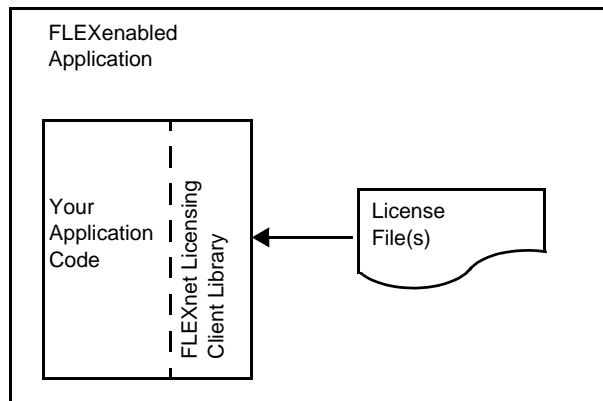 FLEXenabled
Application
Your
Application
Code
FLEXnet Licensing
Client Library
License
File(s)